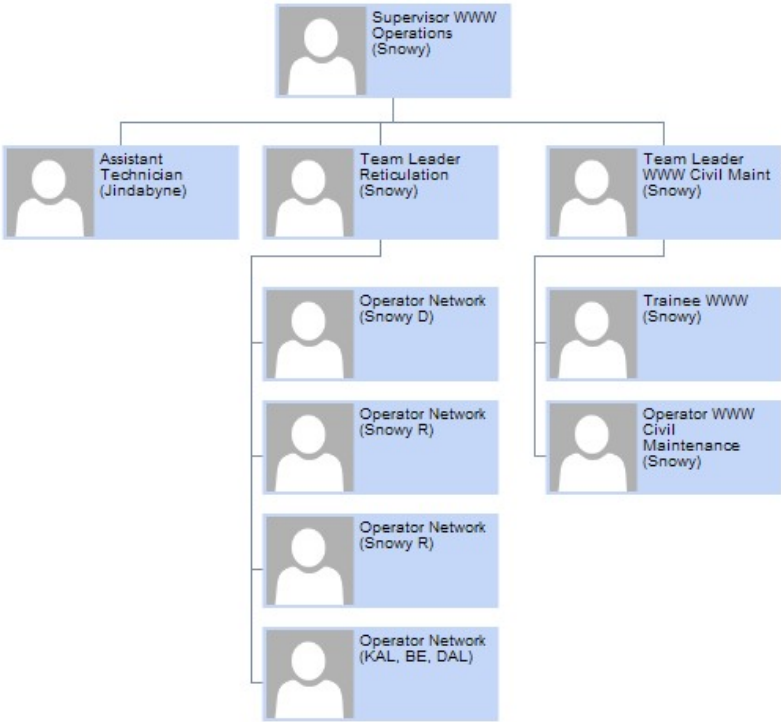 Supervisor WWW
Operations
(Snowy)
Assistant
Technician
(Jindabyne)
Team Leader
Reticulation
(Snowy)
Team Leader
WWW Civil Maint
(Snowy)
Operator Network
(Snowy D)
Operator Network
(Snowy R)
Operator Network
(Snowy R)
Operator Network
(KAL, BE, DAL)
Trainee WWW
(Snowy)
Operator WWW
Civil
Maintenance
(Snowy)